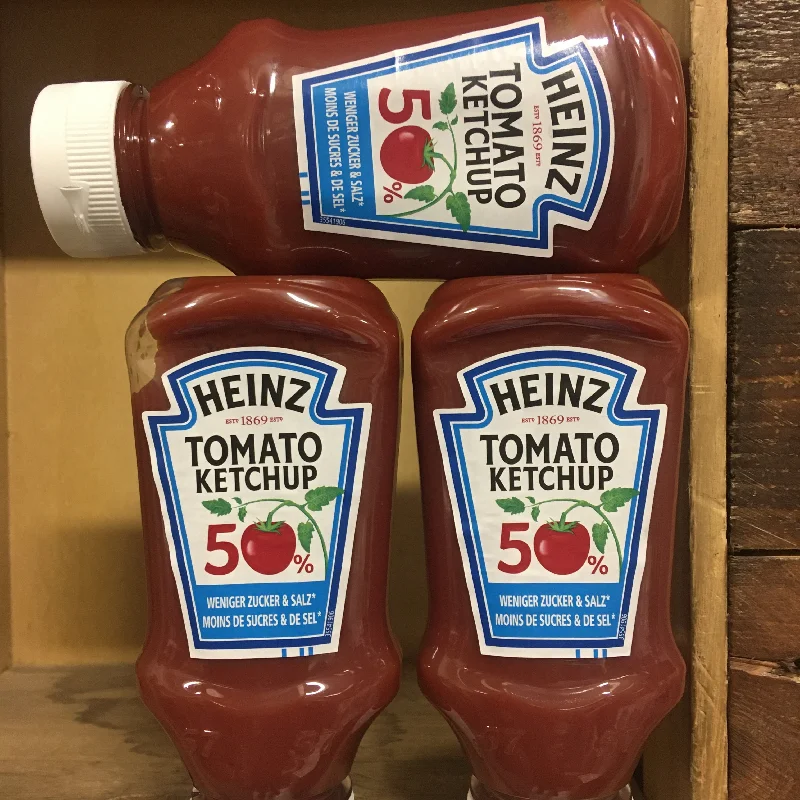 HEINZ
ESTD 1869 ESTD
TOMATO
KETCHUP
50%
WENIGER ZUCKER & SALZ*
MOINS DE SUCRES & DE SEL*
HEINZ
ESTD 1869 ESTD
TOMATO
KETCHUP
50%
WENIGER ZUCKER & SALZ*
MOINS DE SUCRES & DE SEL*
HEINZ
ESTD 1869 ESTD
TOMATO
KETCHUP
50%
WENIGER ZUCKER & SALZ*
MOINS DE SUCRES & DE SEL*